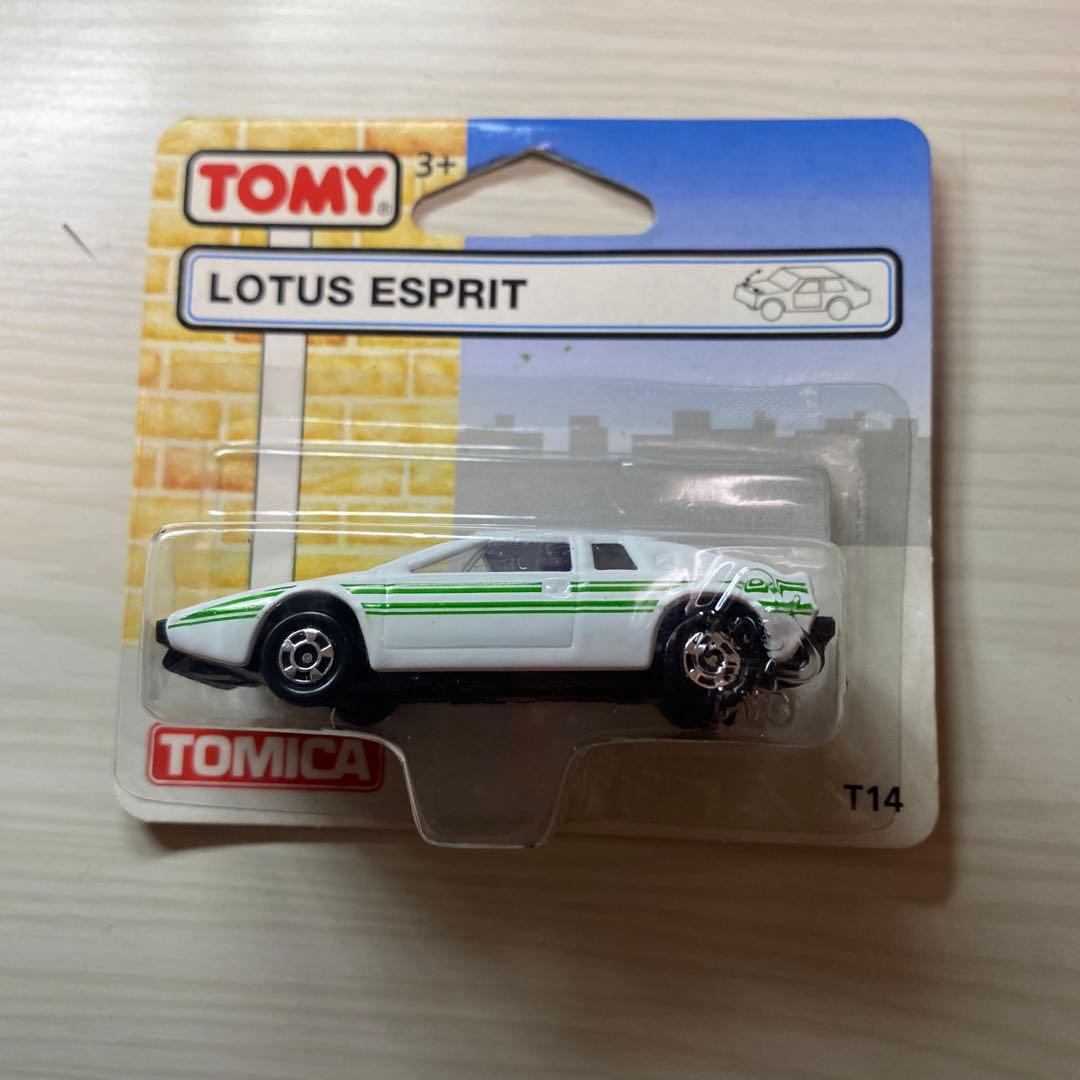 TOMY®
3+
LOTUS ESPRIT
TOMICA
T14